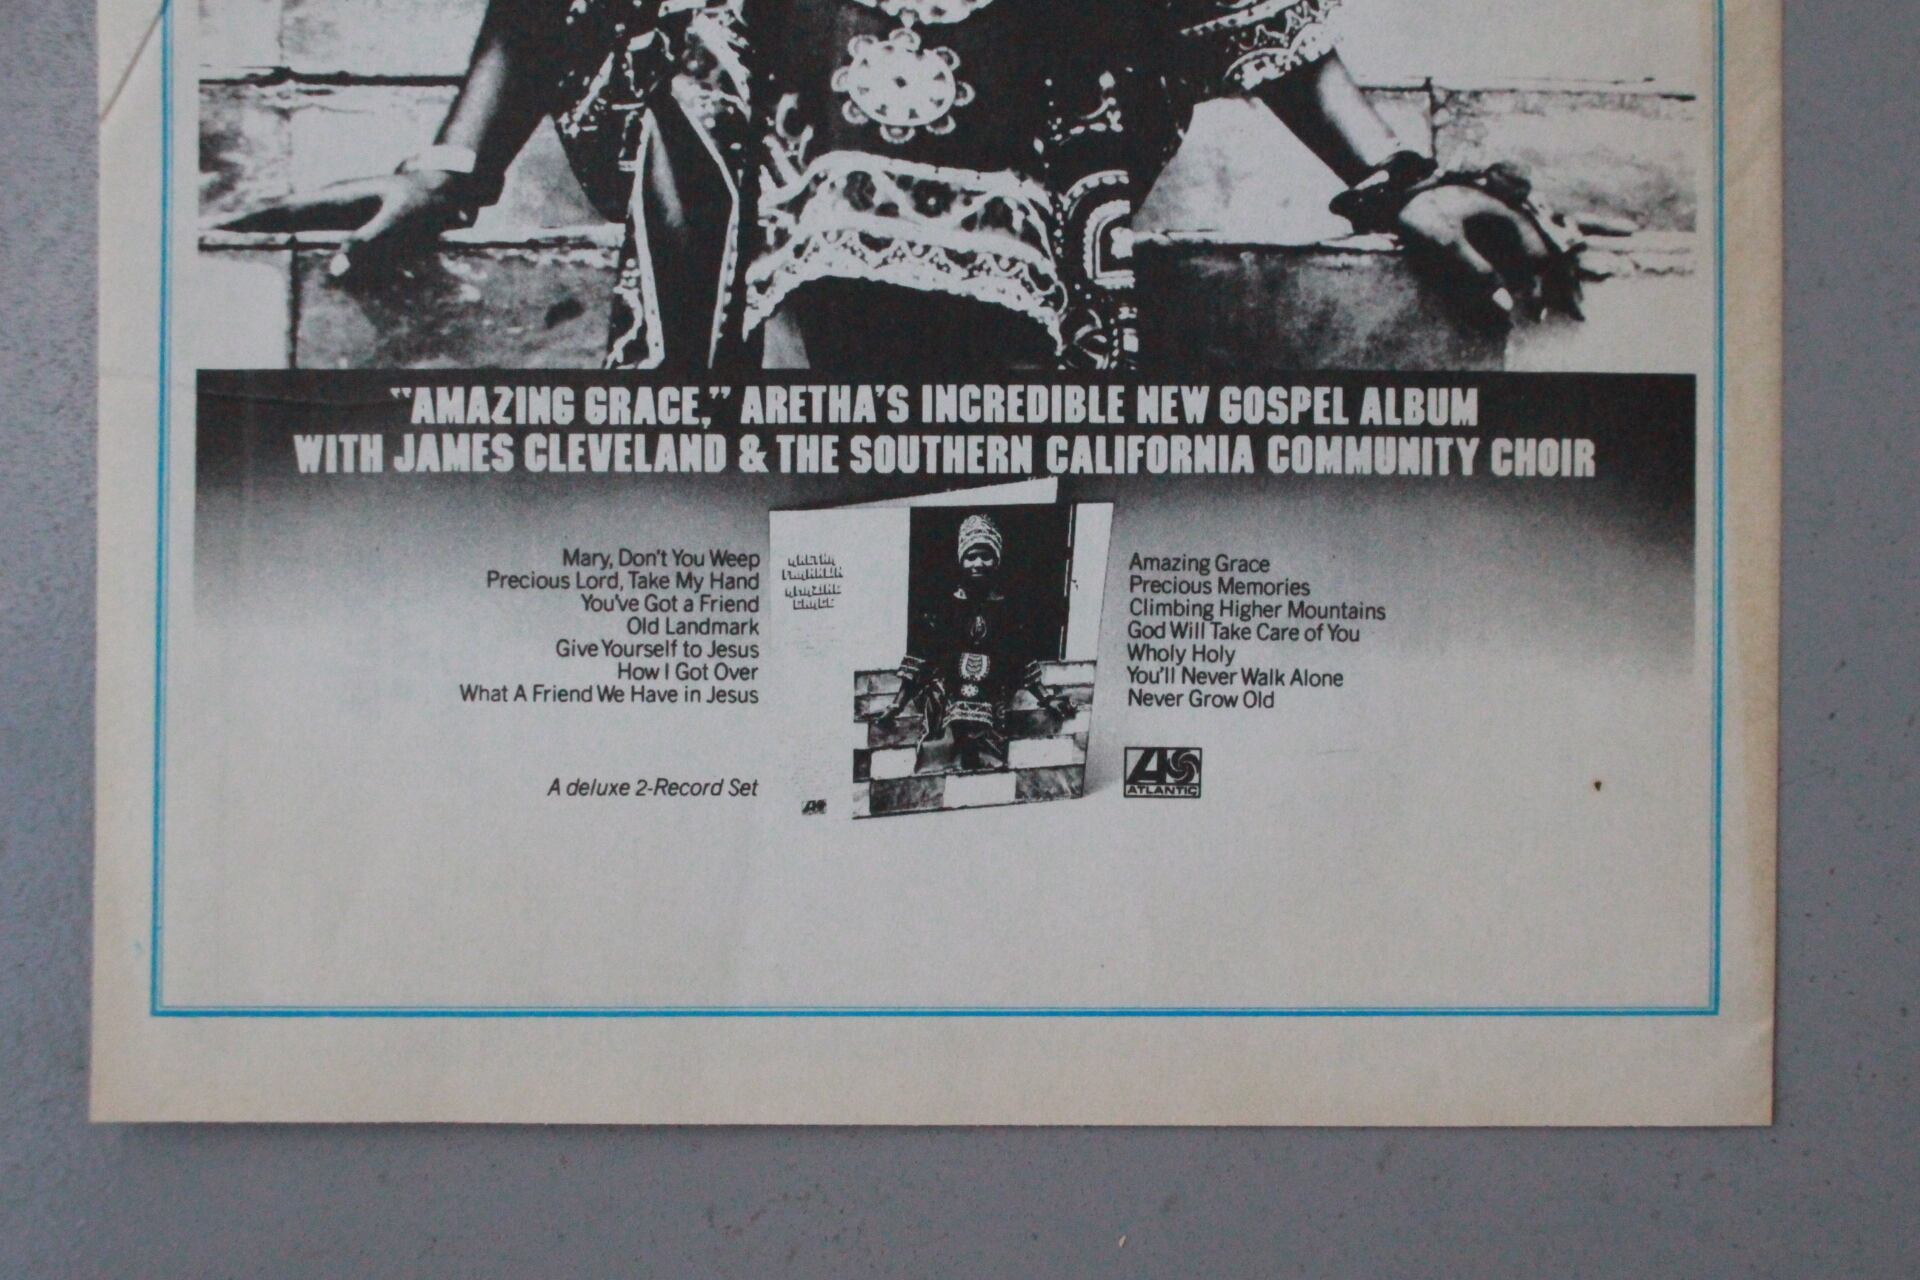 "AMAZING GRACE," ARETHA'S INCREDIBLE NEW GOSPEL ALBUM
WITH JAMES CLEVELAND & THE SOUTHERN CALIFORNIA COMMUNITY CHOIR
Mary, Don't You Weep
Precious Lord, Take My Hand
You've Got a Friend
Old Landmark
Give Yourself to Jesus
How I Got Over
What A Friend We Have in Jesus
A deluxe 2-Record Set
ARETHA
FRANKLIN
AMAZING
GRACE
Amazing Grace
Precious Memories
Climbing Higher Mountains
God Will Take Care of You
Wholy Holy
You'll Never Walk Alone
Never Grow Old
ATLANTIC